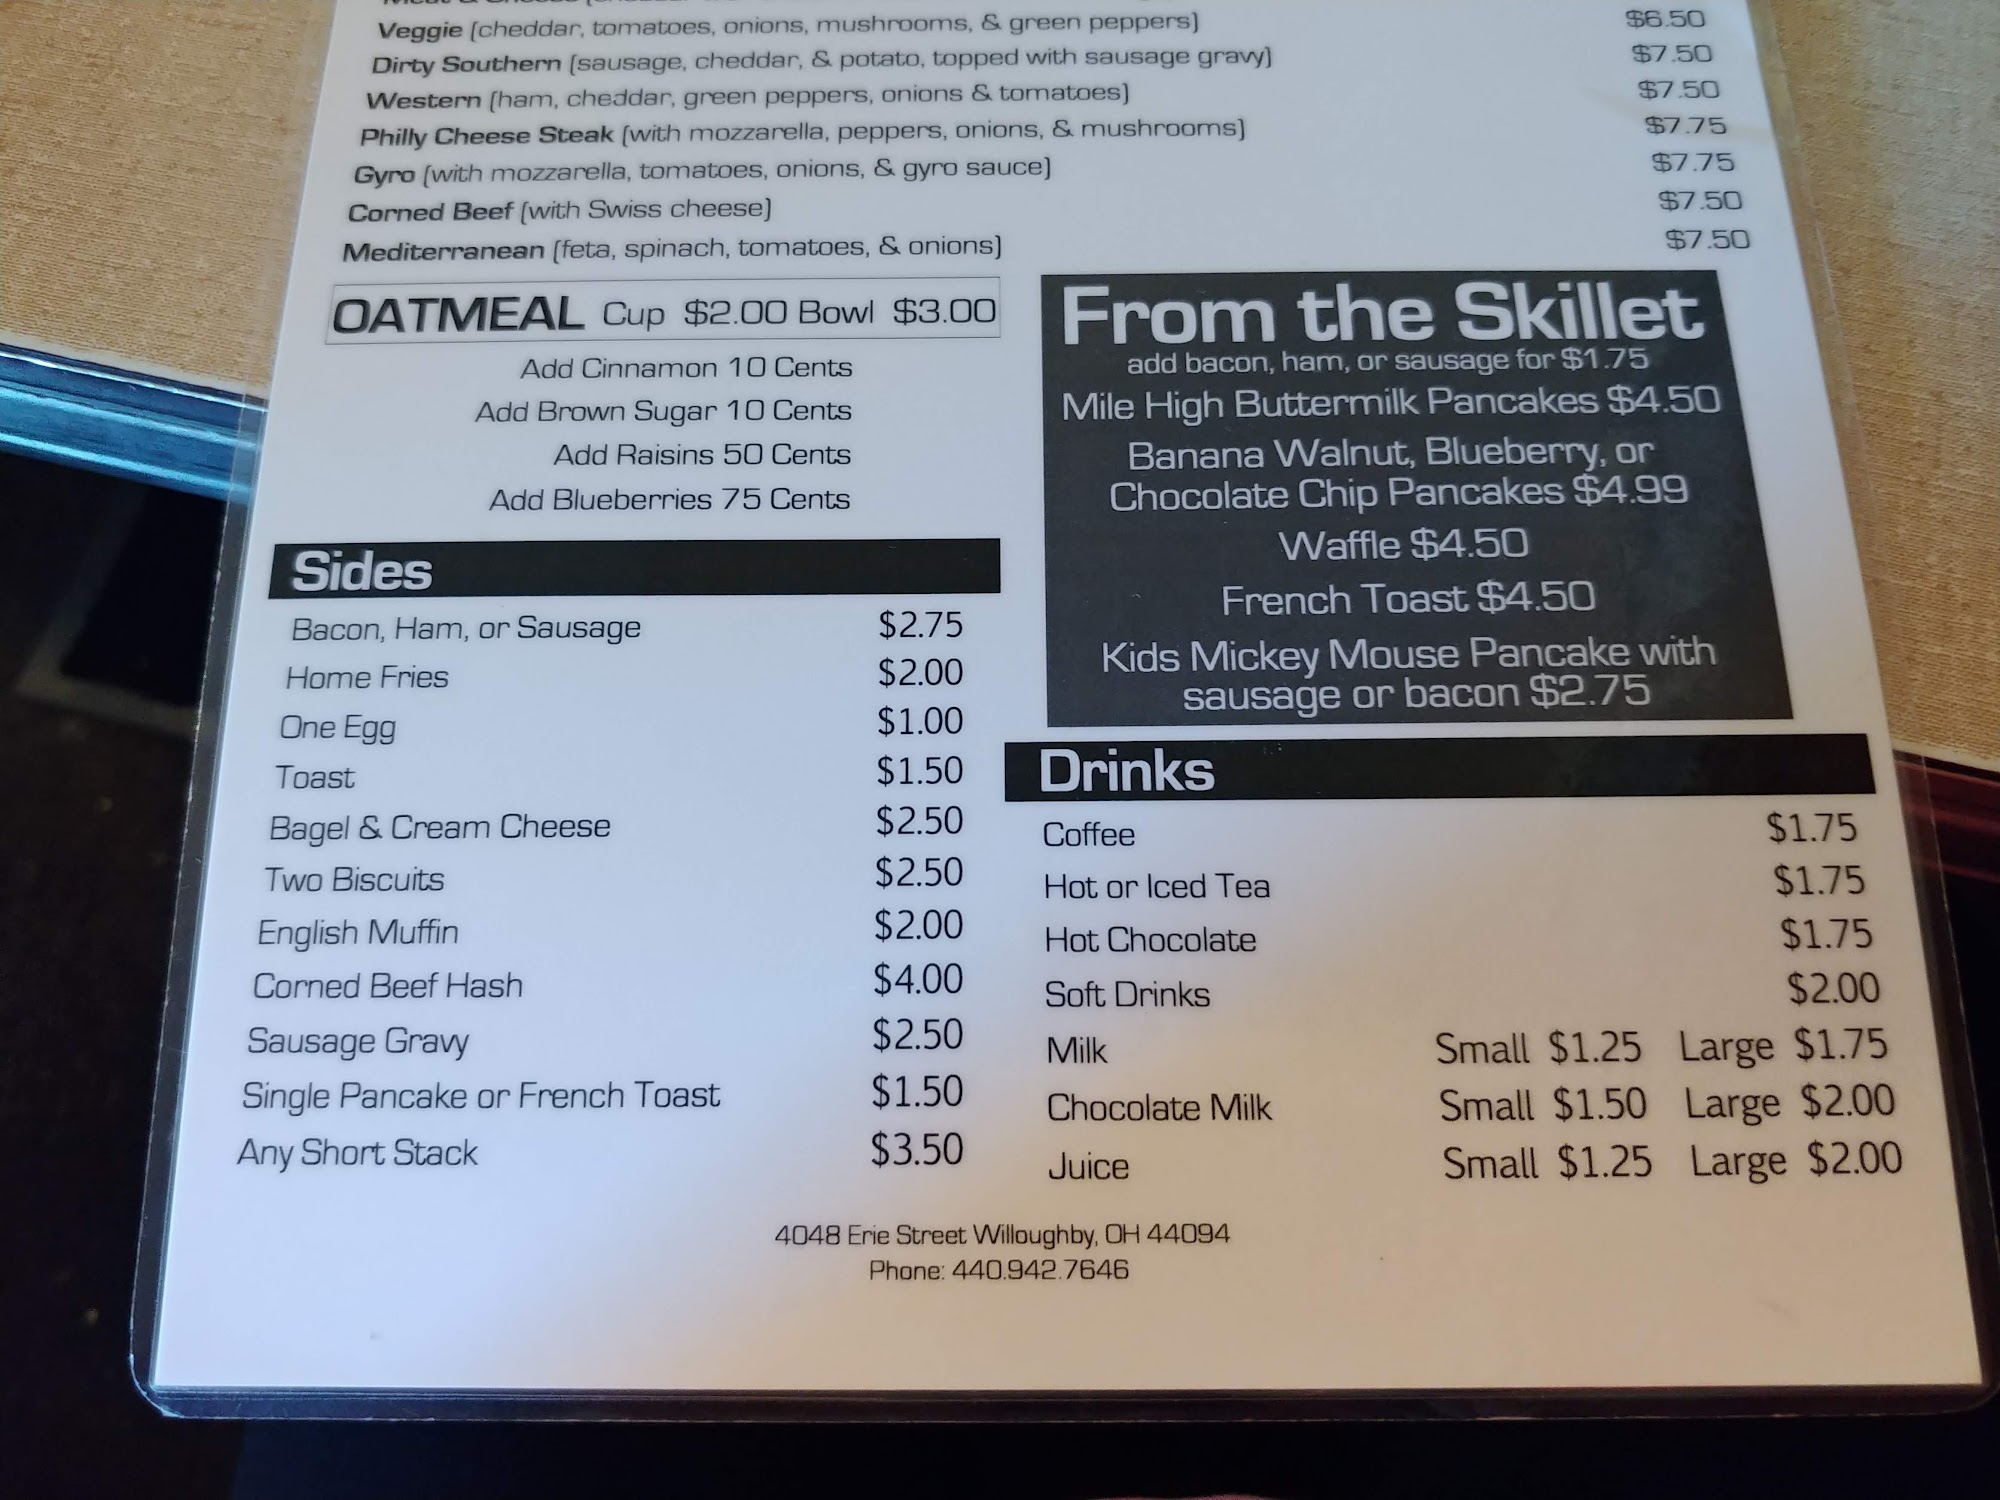 Veggie (cheddar, tomatoes, onions, mushrooms, & green peppers) $6.50
Dirty Southern (sausage, cheddar, & potato, topped with sausage gravy) $7.50
Western (ham, cheddar, green peppers, onions & tomatoes) $7.50
Philly Cheese Steak (with mozzarella, peppers, onions, & mushrooms) $7.75
Gyro (with mozzarella, tomatoes, onions, & gyro sauce) $7.75
Corned Beef (with Swiss cheese) $7.50
Mediterranean (feta, spinach, tomatoes, & onions) $7.50
OATMEAL Cup $2.00 Bowl $3.00
Add Cinnamon 10 Cents
Add Brown Sugar 10 Cents
Add Raisins 50 Cents
Add Blueberries 75 Cents
Sides
Bacon, Ham, or Sausage $2.75
Home Fries $2.00
One Egg $1.00
Toast $1.50
Bagel & Cream Cheese $2.50
Two Biscuits $2.50
English Muffin $2.00
Corned Beef Hash $4.00
Sausage Gravy $2.50
Single Pancake or French Toast $1.50
Any Short Stack $3.50
From the Skillet
add bacon, ham, or sausage for $1.75
Mile High Buttermilk Pancakes $4.50
Banana Walnut, Blueberry, or
Chocolate Chip Pancakes $4.99
Waffle $4.50
French Toast $4.50
Kids Mickey Mouse Pancake with
sausage or bacon $2.75
Drinks
Coffee $1.75
Hot or Iced Tea $1.75
Hot Chocolate $1.75
Soft Drinks $2.00
Milk Small $1.25 Large $1.75
Chocolate Milk Small $1.50 Large $2.00
Juice Small $1.25 Large $2.00
4048 Erie Street Willoughby, OH 44094
Phone: 440.942.7646